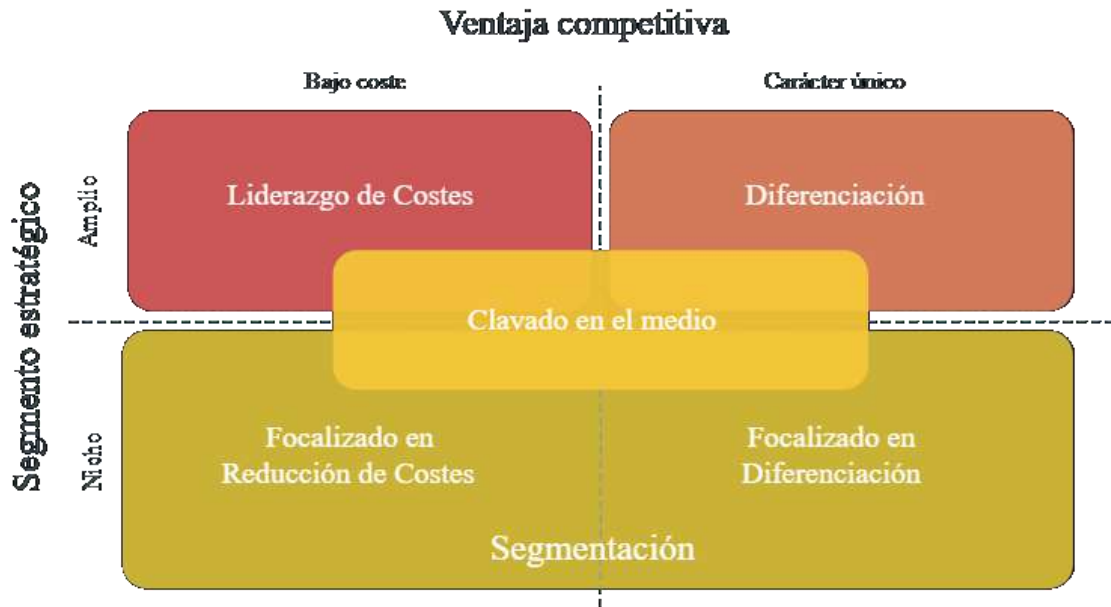 Ventaja competitiva
Bajo coste
Carácter único
Segmento estratégico
Amplio
Liderazgo de Costes
Diferenciación
Clavado en el medio
Nicho
Focalizado en
Reducción de Costes
Focalizado en
Diferenciación
Segmentación